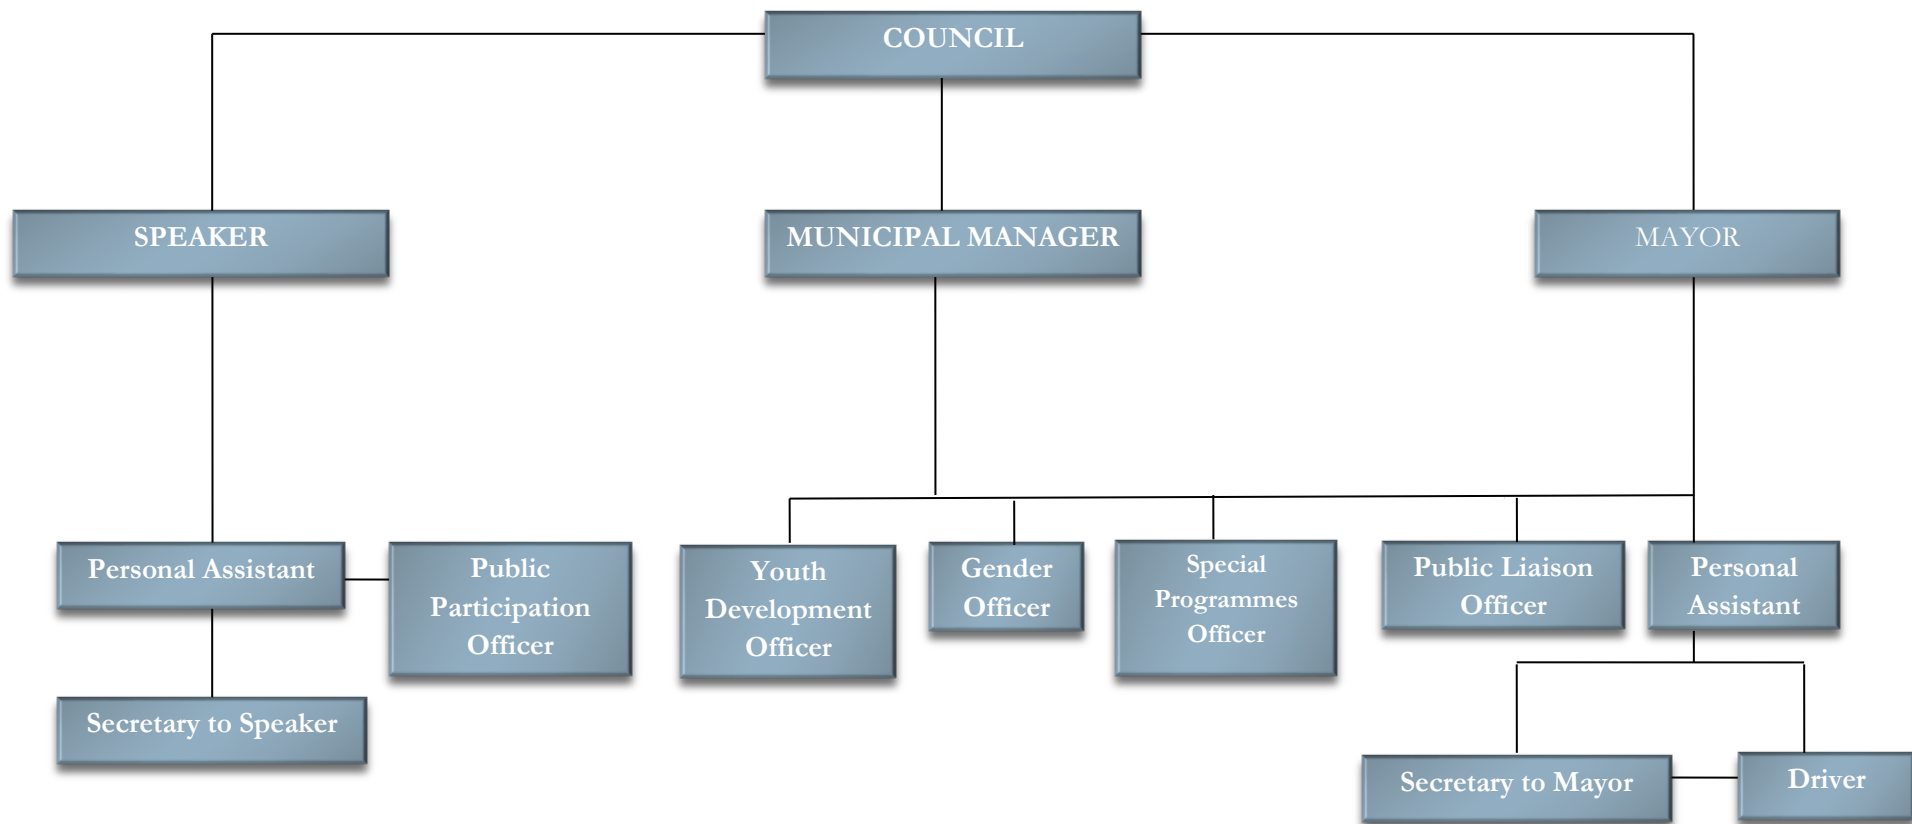 COUNCIL
SPEAKER
MUNICIPAL MANAGER
MAYOR
Personal Assistant
Public
Participation
Officer
Youth
Development
Officer
Gender
Officer
Special
Programmes
Officer
Public Liaison
Officer
Personal
Assistant
Secretary to Speaker
Secretary to Mayor
Driver